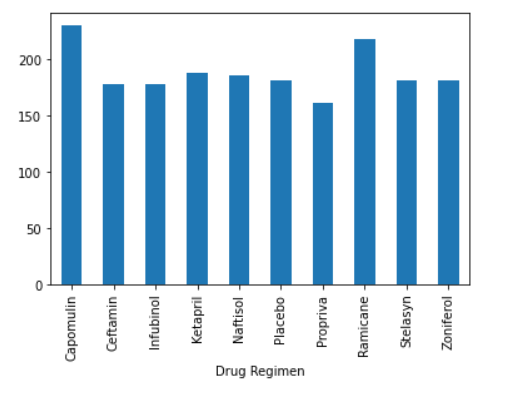 200
150
100
50
0
Capomulin
Ceftamin
Infubinol
Ketapril
Naftisol
Placebo
Propriva
Ramicane
Stelasyn
Zoniferol
Drug Regimen